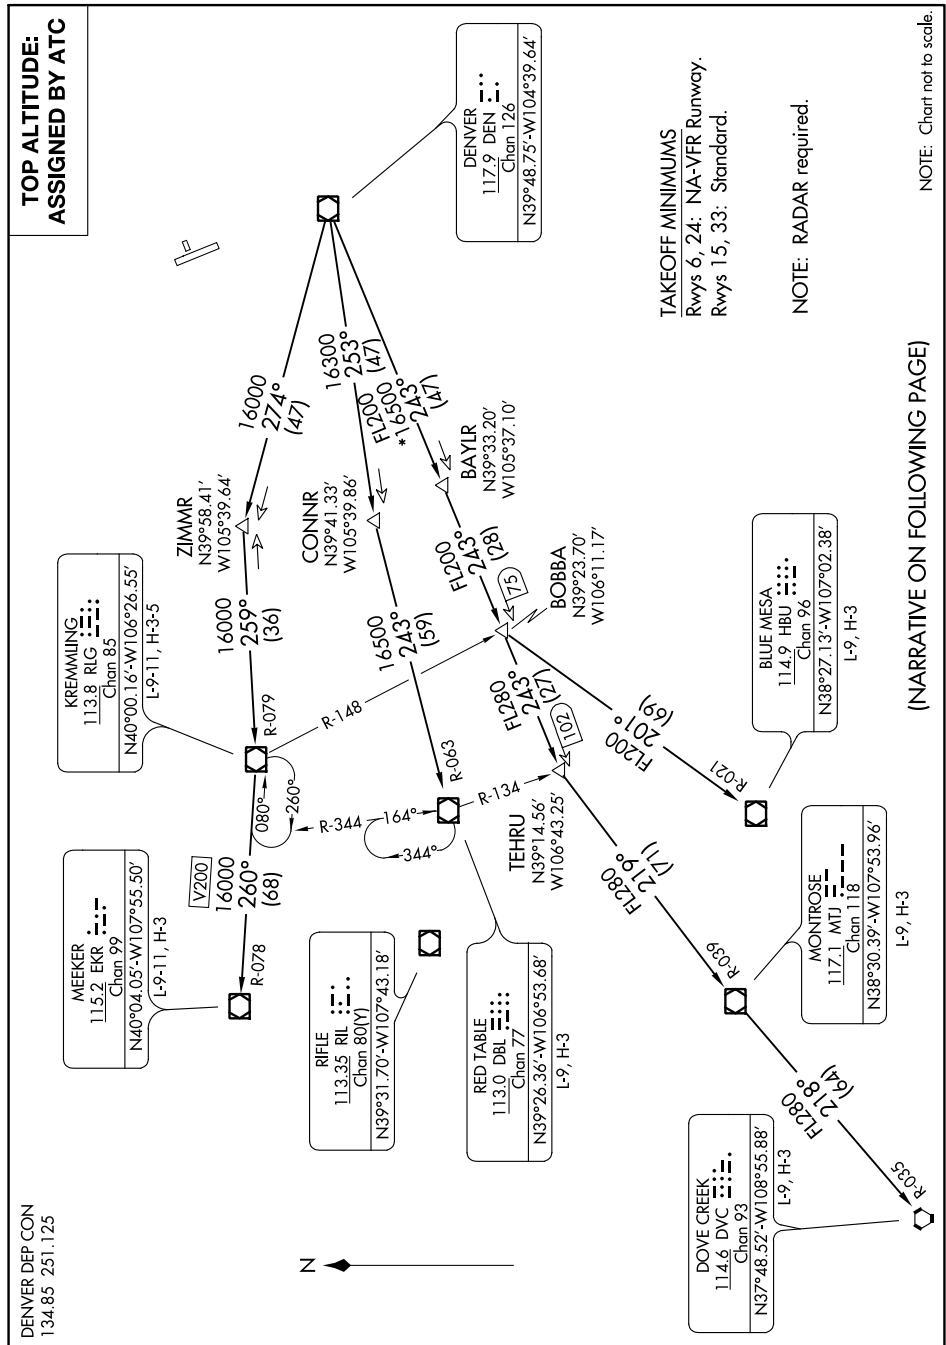 TOP ALTITUDE:
ASSIGNED BY ATC
DENVER DEP CON
134.85 251.125
DENVER
117.9 DEN
Chan 126
N39°48.75'-W104°39.64'
TAKEOFF MINIMUMS
Rwys 6, 24: NA-VFR Runway.
Rwys 15, 33: Standard.
NOTE: RADAR required.
NOTE: Chart not to scale.
(NARRATIVE ON FOLLOWING PAGE)
16000
274°
(47)
16300
253°
(47)
FL200
*16500
243°
(47)
ZIMMR
N39°58.41'
W105°39.64'
CONNR
N39°41.33'
W105°39.86'
BAYLR
N39°33.20'
W105°37.10'
16000
259°
(36)
16500
243°
(59)
FL200
243°
(28)
75
BOBBA
N39°23.70'
W106°11.17'
KREMMLING
113.8 RLG
Chan 85
N40°00.16'-W106°26.55'
L-9-11, H-3-5
R-079
R-148
R-063
FL280
243°
(27)
102
FL200
201°
(69)
R-021
BLUE MESA
114.9 HBU
Chan 96
N38°27.13'-W107°02.38'
L-9, H-3
080°
260°
R-344
164°
344°
R-134
TEHRU
N39°14.56'
W106°43.25'
V200
16000
260°
(68)
R-078
MEEKER
115.2 EKR
Chan 99
N40°04.05'-W107°55.50'
L-9-11, H-3
RIFLE
113.35 RIL
Chan 80(Y)
N39°31.70'-W107°43.18'
RED TABLE
113.0 DBL
Chan 77
N39°26.36'-W106°53.68'
L-9, H-3
FL280
219°
(71)
R-039
MONTROSE
117.1 MTJ
Chan 118
N38°30.39'-W107°53.96'
L-9, H-3
FL280
218°
(64)
R-035
DOVE CREEK
114.6 DVC
Chan 93
N37°48.52'-W108°55.88'
L-9, H-3
N